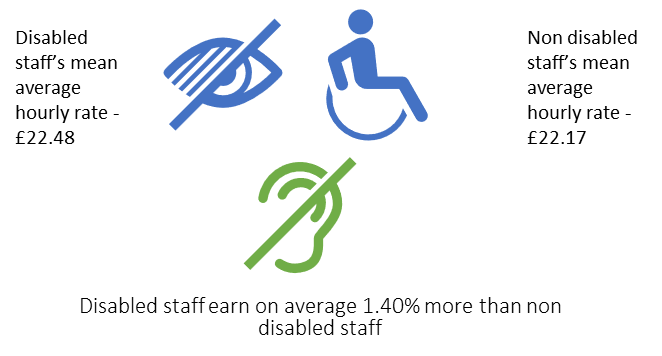 Disabled
staff’s mean
average
hourly rate -
£22.48
Non disabled
staff’s mean
average
hourly rate -
£22.17
Disabled staff earn on average 1.40% more than non
disabled staff